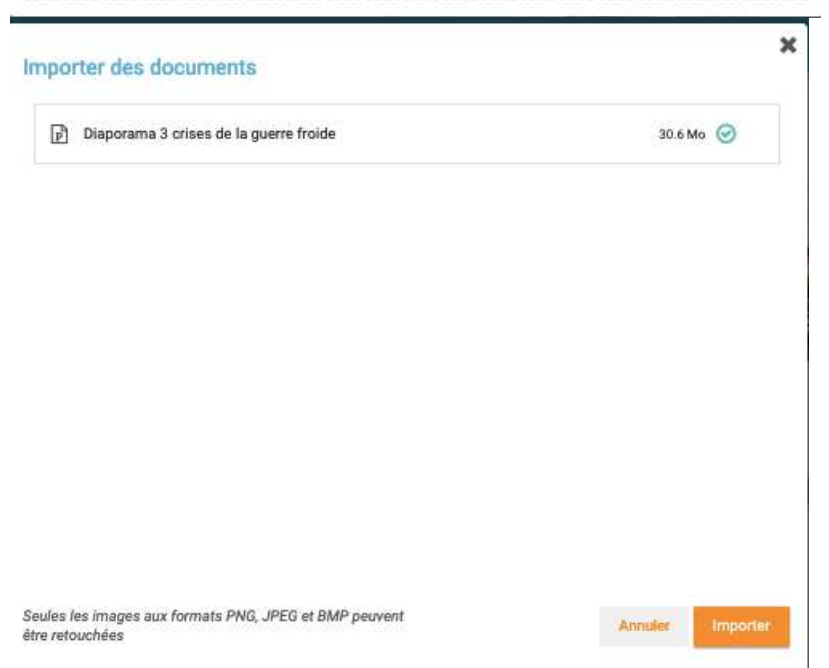 Importer des documents
Diaporama 3 crises de la guerre froide 30.6 Mo
Seules les images aux formats PNG, JPEG et BMP peuvent
être retouchées
Annuler Importer